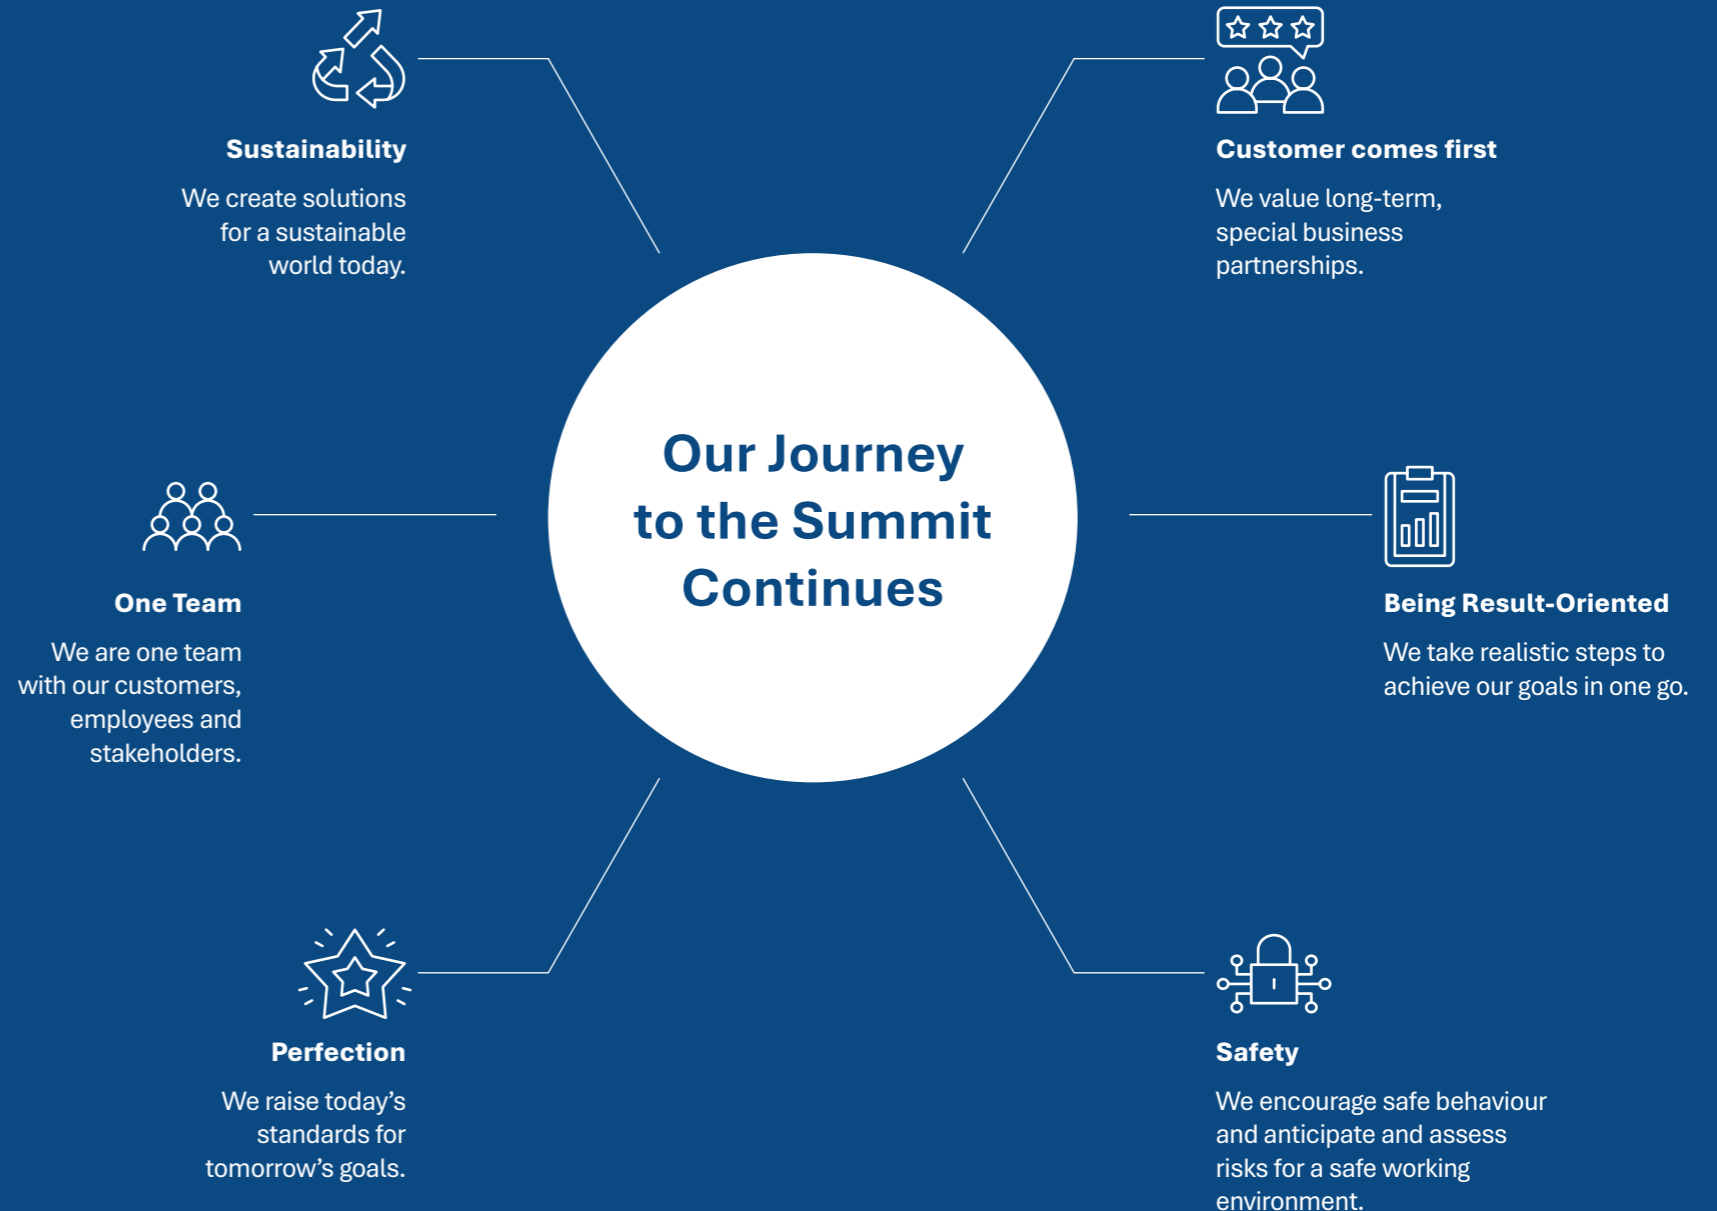 Sustainability
We create solutions
for a sustainable
world today.
Customer comes first
We value long-term,
special business
partnerships.
Our Journey
to the Summit
Continues
One Team
We are one team
with our customers,
employees and
stakeholders.
Being Result-Oriented
We take realistic steps to
achieve our goals in one go.
Perfection
We raise today’s
standards for
tomorrow’s goals.
Safety
We encourage safe behaviour
and anticipate and assess
risks for a safe working
environment.